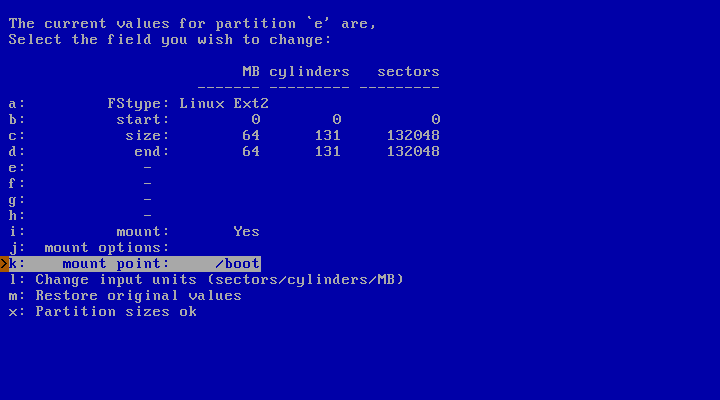 The current values for partition `e' are,
Select the field you wish to change:
MB cylinders sectors
------- --------- ---------
a: FStype: Linux Ext2
b: start: 0 0 0
c: size: 64 131 132048
d: end: 64 131 132048
e: -
f: -
g: -
h: -
i: mount: Yes
j: mount options:
>k: mount point: /boot
l: Change input units (sectors/cylinders/MB)
m: Restore original values
x: Partition sizes ok